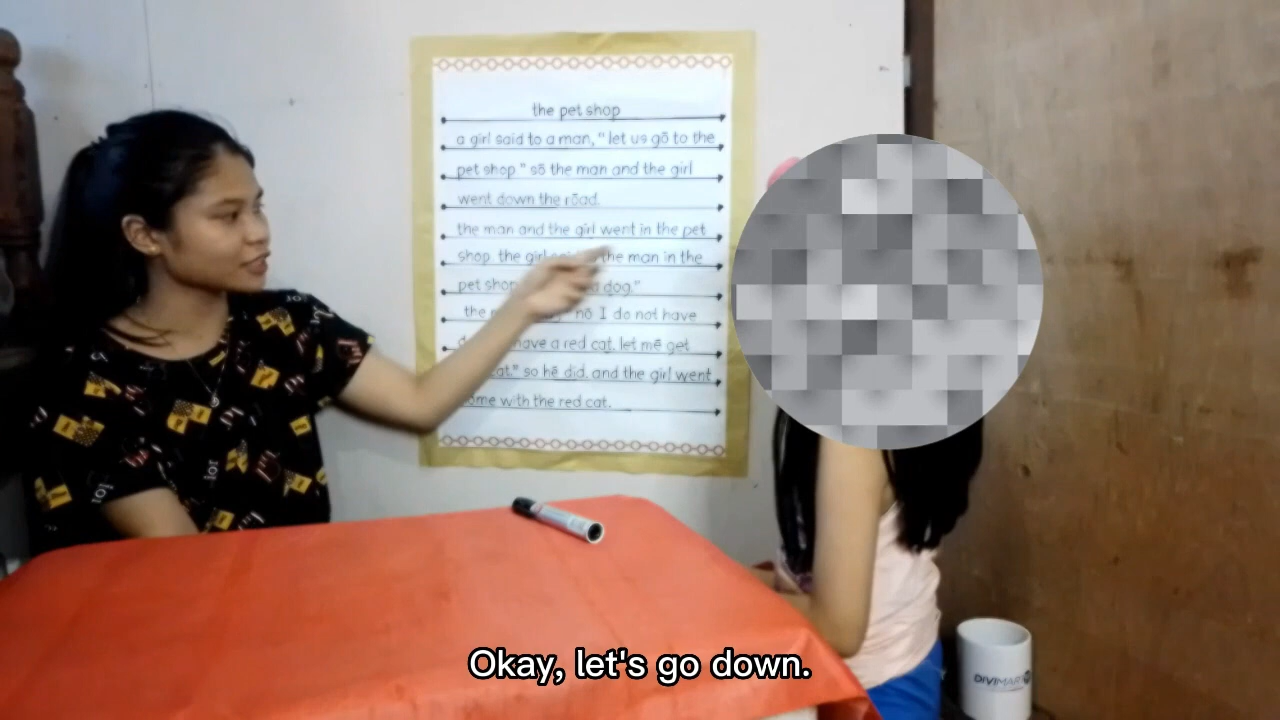 the pet shop
a girl said to a man, "let us gō to the
pet shop" sō the man and the girl
went down the rōad.
the man and the girl went in the pet
shop. the girl the man in the
pet shop dog."
the nō I do not have
have a red cat. let mē get
cat." so hē did. and the girl went
with the red cat.
Okay, let's go down.